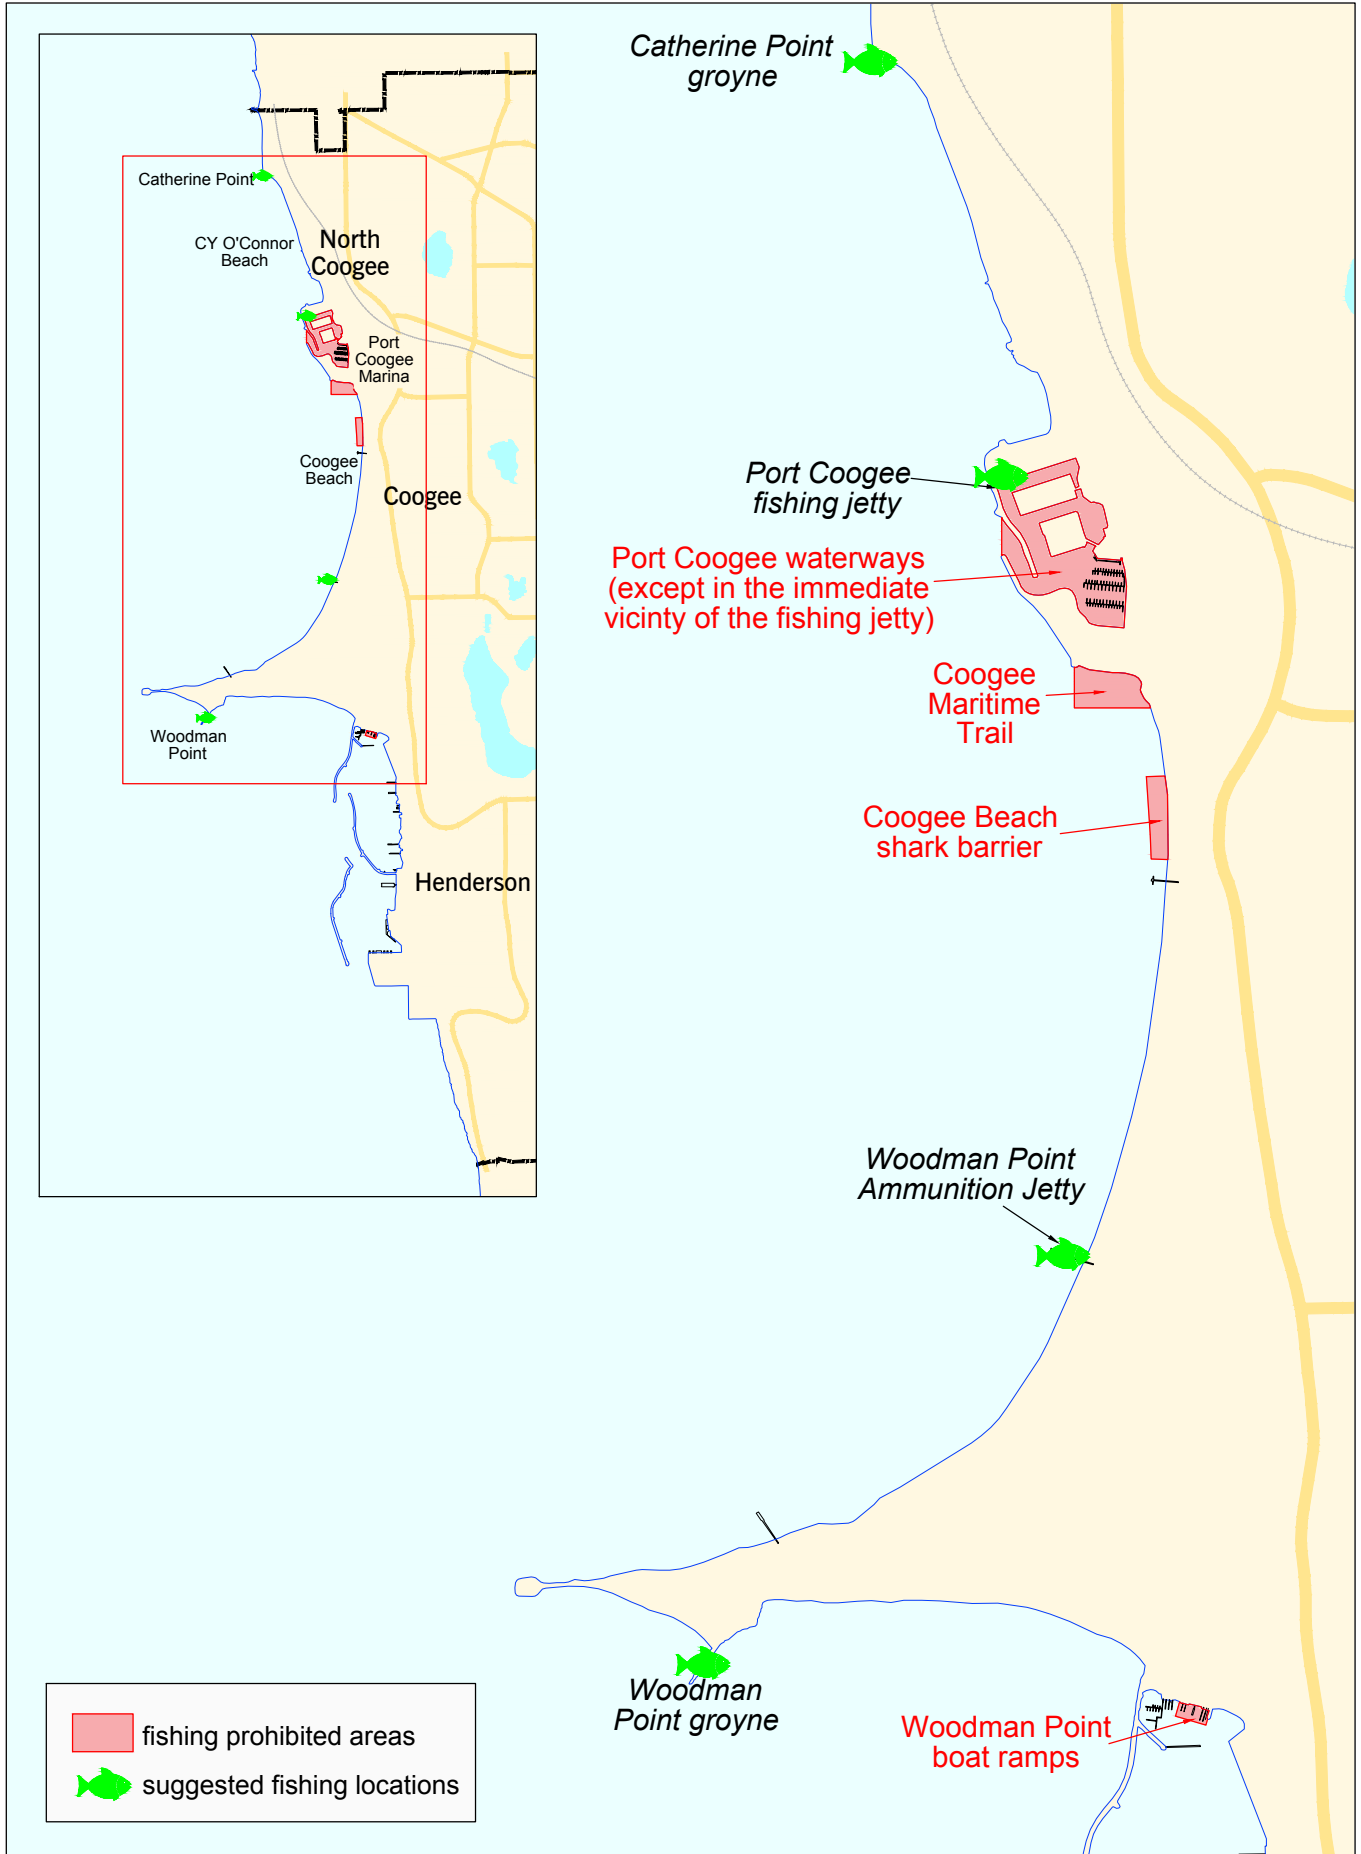 Catherine Point
CY O'Connor
Beach
North
Coogee
Port
Coogee
Marina
Coogee
Beach
Coogee
Woodman
Point
Henderson
Catherine Point
groyne
Port Coogee
fishing jetty
Port Coogee waterways
(except in the immediate
vicinty of the fishing jetty)
Coogee
Maritime
Trail
Coogee Beach
shark barrier
Woodman Point
Ammunition Jetty
Woodman
Point groyne
Woodman Point
boat ramps
fishing prohibited areas
suggested fishing locations